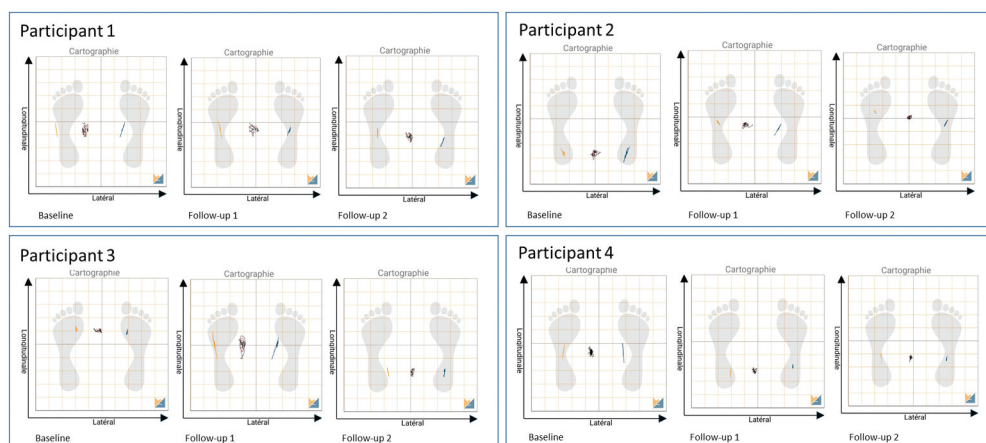 Participant 1
Cartographie
Cartographie
Cartographie
Longitudinale
Longitudinale
Longitudinale
Latéral
Latéral
Latéral
Baseline
Follow-up 1
Follow-up 2
Participant 2
Cartographie
Cartographie
Cartographie
Longitudinale
Longitudinale
Longitudinale
Latéral
Latéral
Latéral
Baseline
Follow-up 1
Follow-up 2
Participant 3
Cartographie
Cartographie
Cartographie
Longitudinale
Longitudinale
Longitudinale
Latéral
Latéral
Latéral
Baseline
Follow-up 1
Follow-up 2
Participant 4
Cartographie
Cartographie
Cartographie
Longitudinale
Longitudinale
Longitudinale
Latéral
Latéral
Latéral
Baseline
Follow-up 1
Follow-up 2